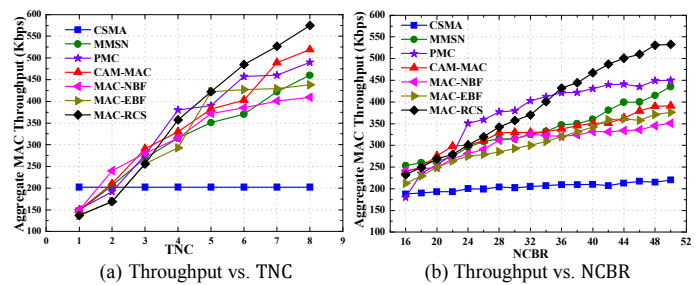 Aggregate MAC Throughput (Kbps)
600
550
500
450
400
350
300
250
200
150
100
CSMA
MMSN
PMC
CAM-MAC
MAC-NBF
MAC-EBF
MAC-RCS
0 1 2 3 4 5 6 7 8 9
TNC
(a) Throughput vs. TNC
Aggregate MAC Throughput (Kbps)
600
550
500
450
400
350
300
250
200
150
100
CSMA
MMSN
PMC
CAM-MAC
MAC-NBF
MAC-EBF
MAC-RCS
16 20 24 28 32 36 40 44 48 52
NCBR
(b) Throughput vs. NCBR